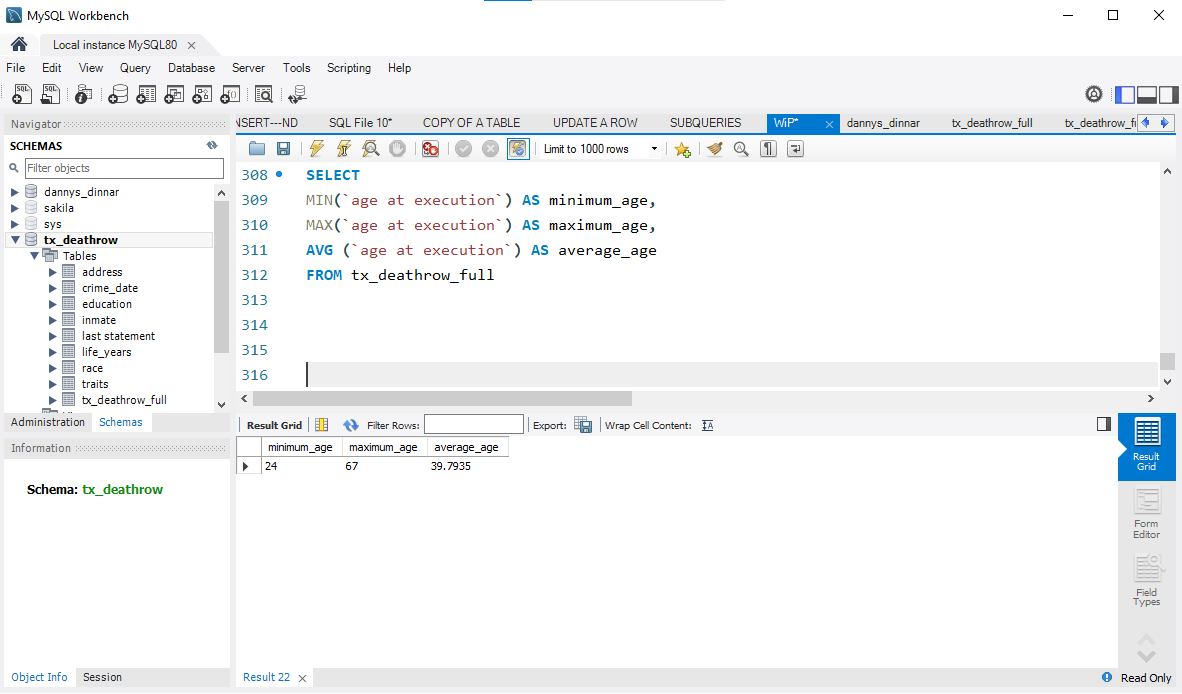 MySQL Workbench
Local instance MySQL80
File Edit View Query Database Server Tools Scripting Help
Navigator
SCHEMAS
Filter objects
dannys_dinnar
sakila
sys
tx_deathrow
Tables
address
crime_date
education
inmate
last statement
life_years
race
traits
tx_deathrow_full
Administration Schemas
Information
Schema: tx_deathrow
Object Info Session
NSERT---ND SQL File 10* COPY OF A TABLE UPDATE A ROW SUBQUERIES WiP* dannys_dinnar tx_deathrow_full tx_deathrow_f
Limit to 1000 rows
308 SELECT
309 MIN(`age at execution`) AS minimum_age,
310 MAX(`age at execution`) AS maximum_age,
311 AVG (`age at execution`) AS average_age
312 FROM tx_deathrow_full
313
314
315
316
Result Grid Filter Rows: Export: Wrap Cell Content:
minimum_age maximum_age average_age
24 67 39.7935
Result
Grid
Form
Editor
Field
Types
Result 22
Read Only